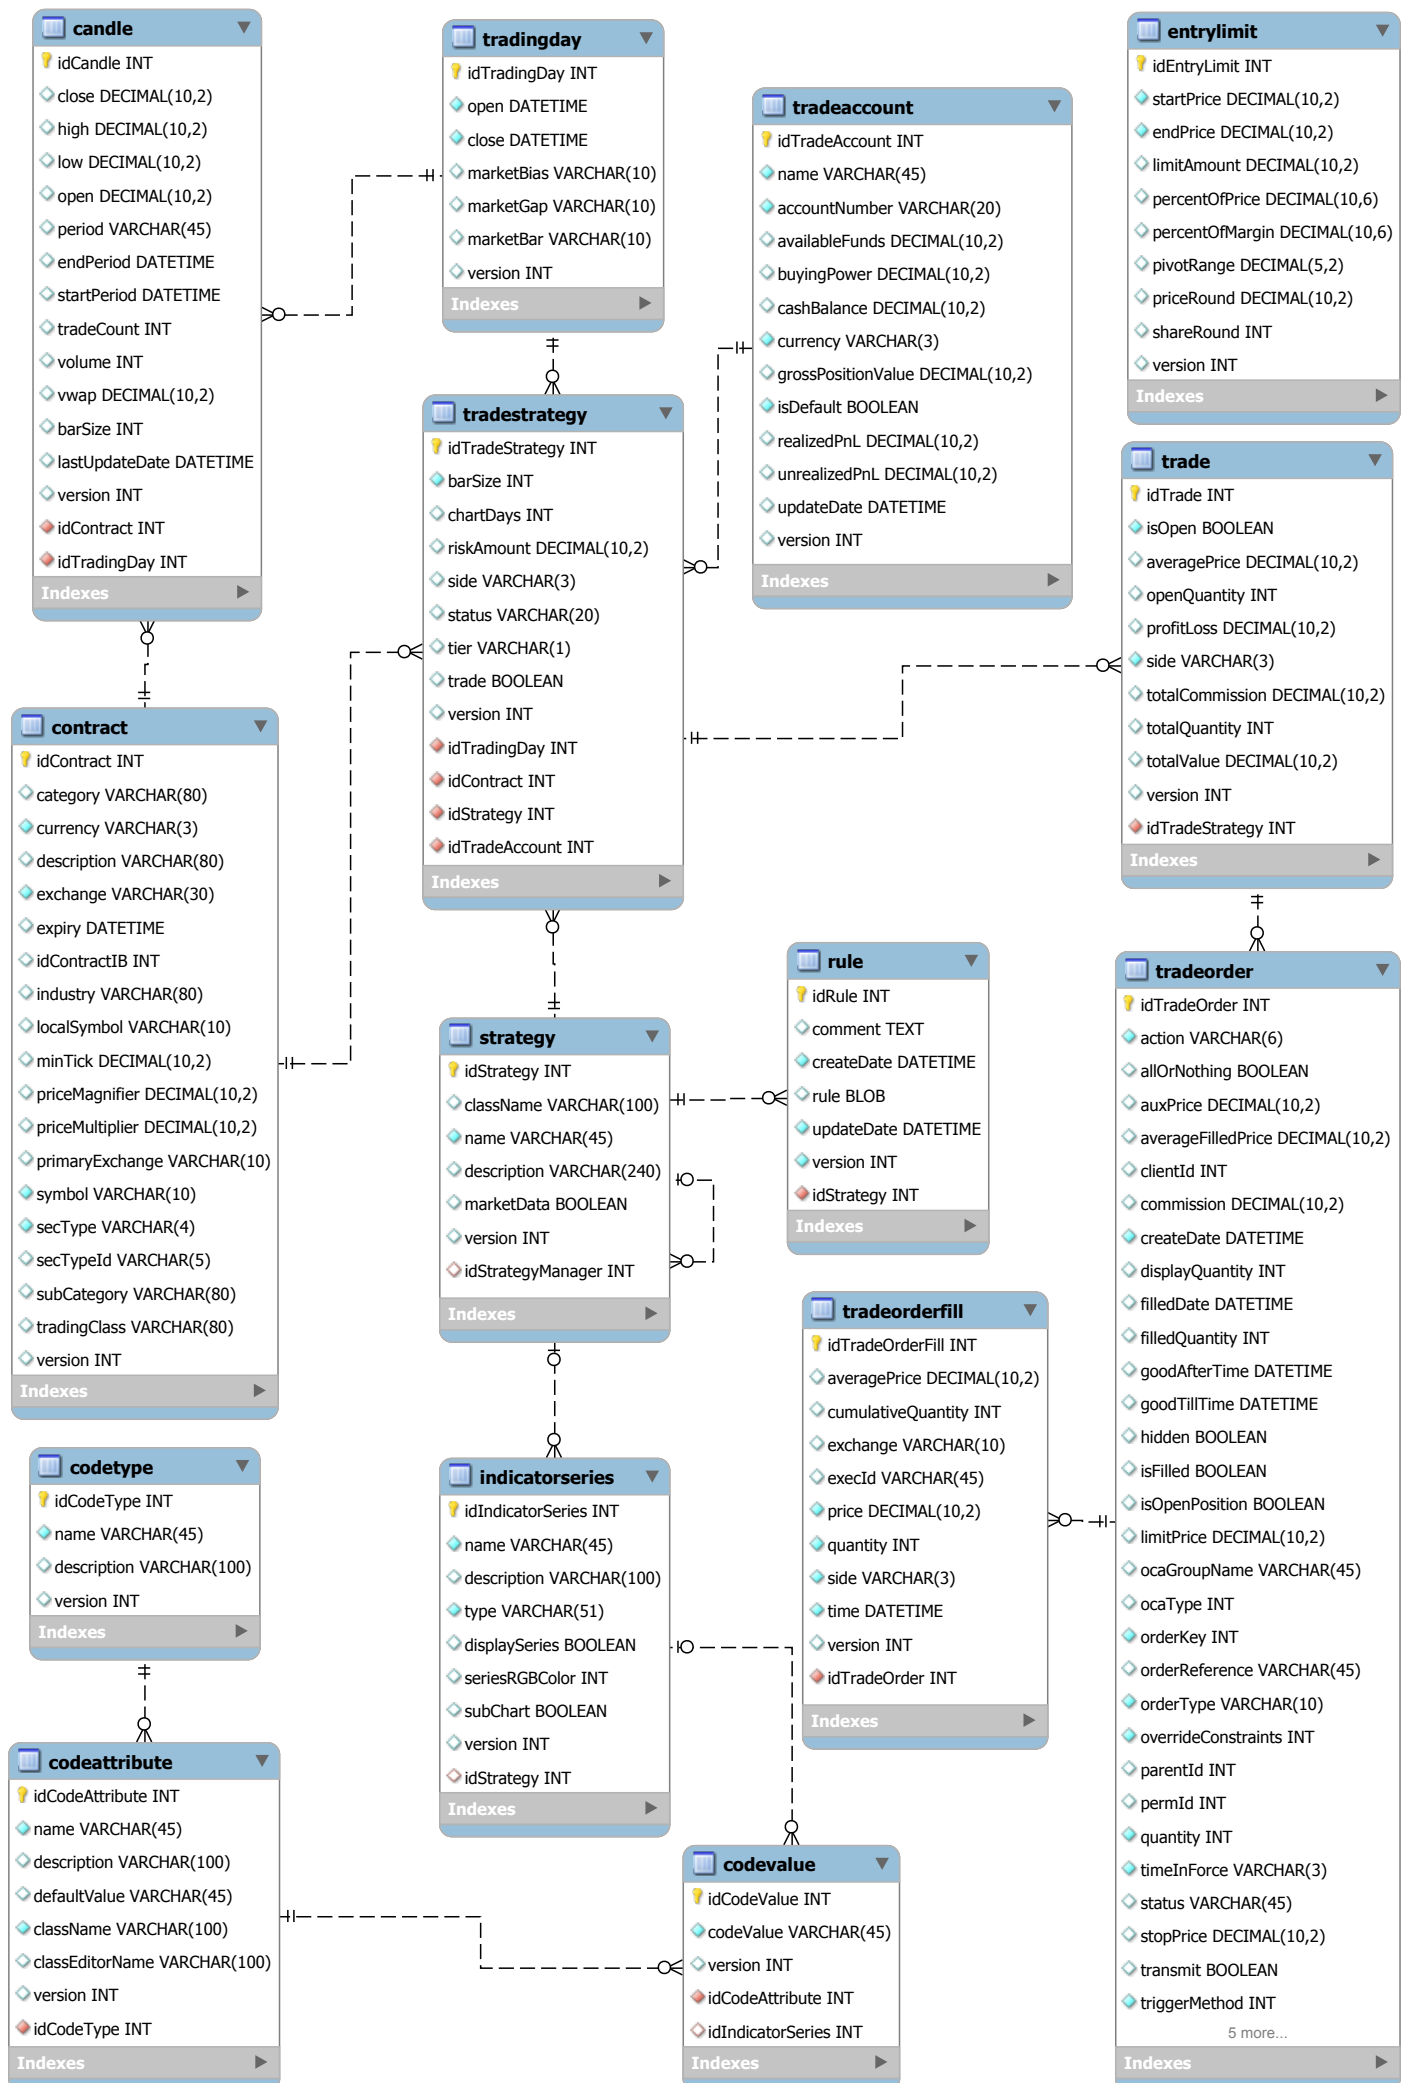 candle
idCandle INT
close DECIMAL(10,2)
high DECIMAL(10,2)
low DECIMAL(10,2)
open DECIMAL(10,2)
period VARCHAR(45)
endPeriod DATETIME
startPeriod DATETIME
tradeCount INT
volume INT
vwap DECIMAL(10,2)
barSize INT
lastUpdateDate DATETIME
version INT
idContract INT
idTradingDay INT
Indexes
tradingday
idTradingDay INT
open DATETIME
close DATETIME
marketBias VARCHAR(10)
marketGap VARCHAR(10)
marketBar VARCHAR(10)
version INT
Indexes
tradeaccount
idTradeAccount INT
name VARCHAR(45)
accountNumber VARCHAR(20)
availableFunds DECIMAL(10,2)
buyingPower DECIMAL(10,2)
cashBalance DECIMAL(10,2)
currency VARCHAR(3)
grossPositionValue DECIMAL(10,2)
isDefault BOOLEAN
realizedPnL DECIMAL(10,2)
unrealizedPnL DECIMAL(10,2)
updateDate DATETIME
version INT
Indexes
entrylimit
idEntryLimit INT
startPrice DECIMAL(10,2)
endPrice DECIMAL(10,2)
limitAmount DECIMAL(10,2)
percentOfPrice DECIMAL(10,6)
percentOfMargin DECIMAL(10,6)
pivotRange DECIMAL(5,2)
priceRound DECIMAL(10,2)
shareRound INT
version INT
Indexes
tradestrategy
idTradeStrategy INT
barSize INT
chartDays INT
riskAmount DECIMAL(10,2)
side VARCHAR(3)
status VARCHAR(20)
tier VARCHAR(1)
trade BOOLEAN
version INT
idTradingDay INT
idContract INT
idStrategy INT
idTradeAccount INT
Indexes
trade
idTrade INT
isOpen BOOLEAN
averagePrice DECIMAL(10,2)
openQuantity INT
profitLoss DECIMAL(10,2)
side VARCHAR(3)
totalCommission DECIMAL(10,2)
totalQuantity INT
totalValue DECIMAL(10,2)
version INT
idTradeStrategy INT
Indexes
contract
idContract INT
category VARCHAR(80)
currency VARCHAR(3)
description VARCHAR(80)
exchange VARCHAR(30)
expiry DATETIME
idContractIB INT
industry VARCHAR(80)
localSymbol VARCHAR(10)
minTick DECIMAL(10,2)
priceMagnifier DECIMAL(10,2)
priceMultiplier DECIMAL(10,2)
primaryExchange VARCHAR(10)
symbol VARCHAR(10)
secType VARCHAR(4)
secTypeId VARCHAR(5)
subCategory VARCHAR(80)
tradingClass VARCHAR(80)
version INT
Indexes
strategy
idStrategy INT
className VARCHAR(100)
name VARCHAR(45)
description VARCHAR(240)
marketData BOOLEAN
version INT
idStrategyManager INT
Indexes
rule
idRule INT
comment TEXT
createDate DATETIME
rule BLOB
updateDate DATETIME
version INT
idStrategy INT
Indexes
tradeorder
idTradeOrder INT
action VARCHAR(6)
allOrNothing BOOLEAN
auxPrice DECIMAL(10,2)
averageFilledPrice DECIMAL(10,2)
clientId INT
commission DECIMAL(10,2)
createDate DATETIME
displayQuantity INT
filledDate DATETIME
filledQuantity INT
goodAfterTime DATETIME
goodTillTime DATETIME
hidden BOOLEAN
isFilled BOOLEAN
isOpenPosition BOOLEAN
limitPrice DECIMAL(10,2)
ocaGroupName VARCHAR(45)
ocaType INT
orderKey INT
orderReference VARCHAR(45)
orderType VARCHAR(10)
overrideConstraints INT
parentId INT
permId INT
quantity INT
timeInForce VARCHAR(3)
status VARCHAR(45)
stopPrice DECIMAL(10,2)
transmit BOOLEAN
triggerMethod INT
5 more...
Indexes
tradeorderfill
idTradeOrderFill INT
averagePrice DECIMAL(10,2)
cumulativeQuantity INT
exchange VARCHAR(10)
execId VARCHAR(45)
price DECIMAL(10,2)
quantity INT
side VARCHAR(3)
time DATETIME
version INT
idTradeOrder INT
Indexes
codetype
idCodeType INT
name VARCHAR(45)
description VARCHAR(100)
version INT
Indexes
indicatorseries
idIndicatorSeries INT
name VARCHAR(45)
description VARCHAR(100)
type VARCHAR(51)
displaySeries BOOLEAN
seriesRGBColor INT
subChart BOOLEAN
version INT
idStrategy INT
Indexes
codeattribute
idCodeAttribute INT
name VARCHAR(45)
description VARCHAR(100)
defaultValue VARCHAR(45)
className VARCHAR(100)
classEditorName VARCHAR(100)
version INT
idCodeType INT
Indexes
codevalue
idCodeValue INT
codeValue VARCHAR(45)
version INT
idCodeAttribute INT
idIndicatorSeries INT
Indexes